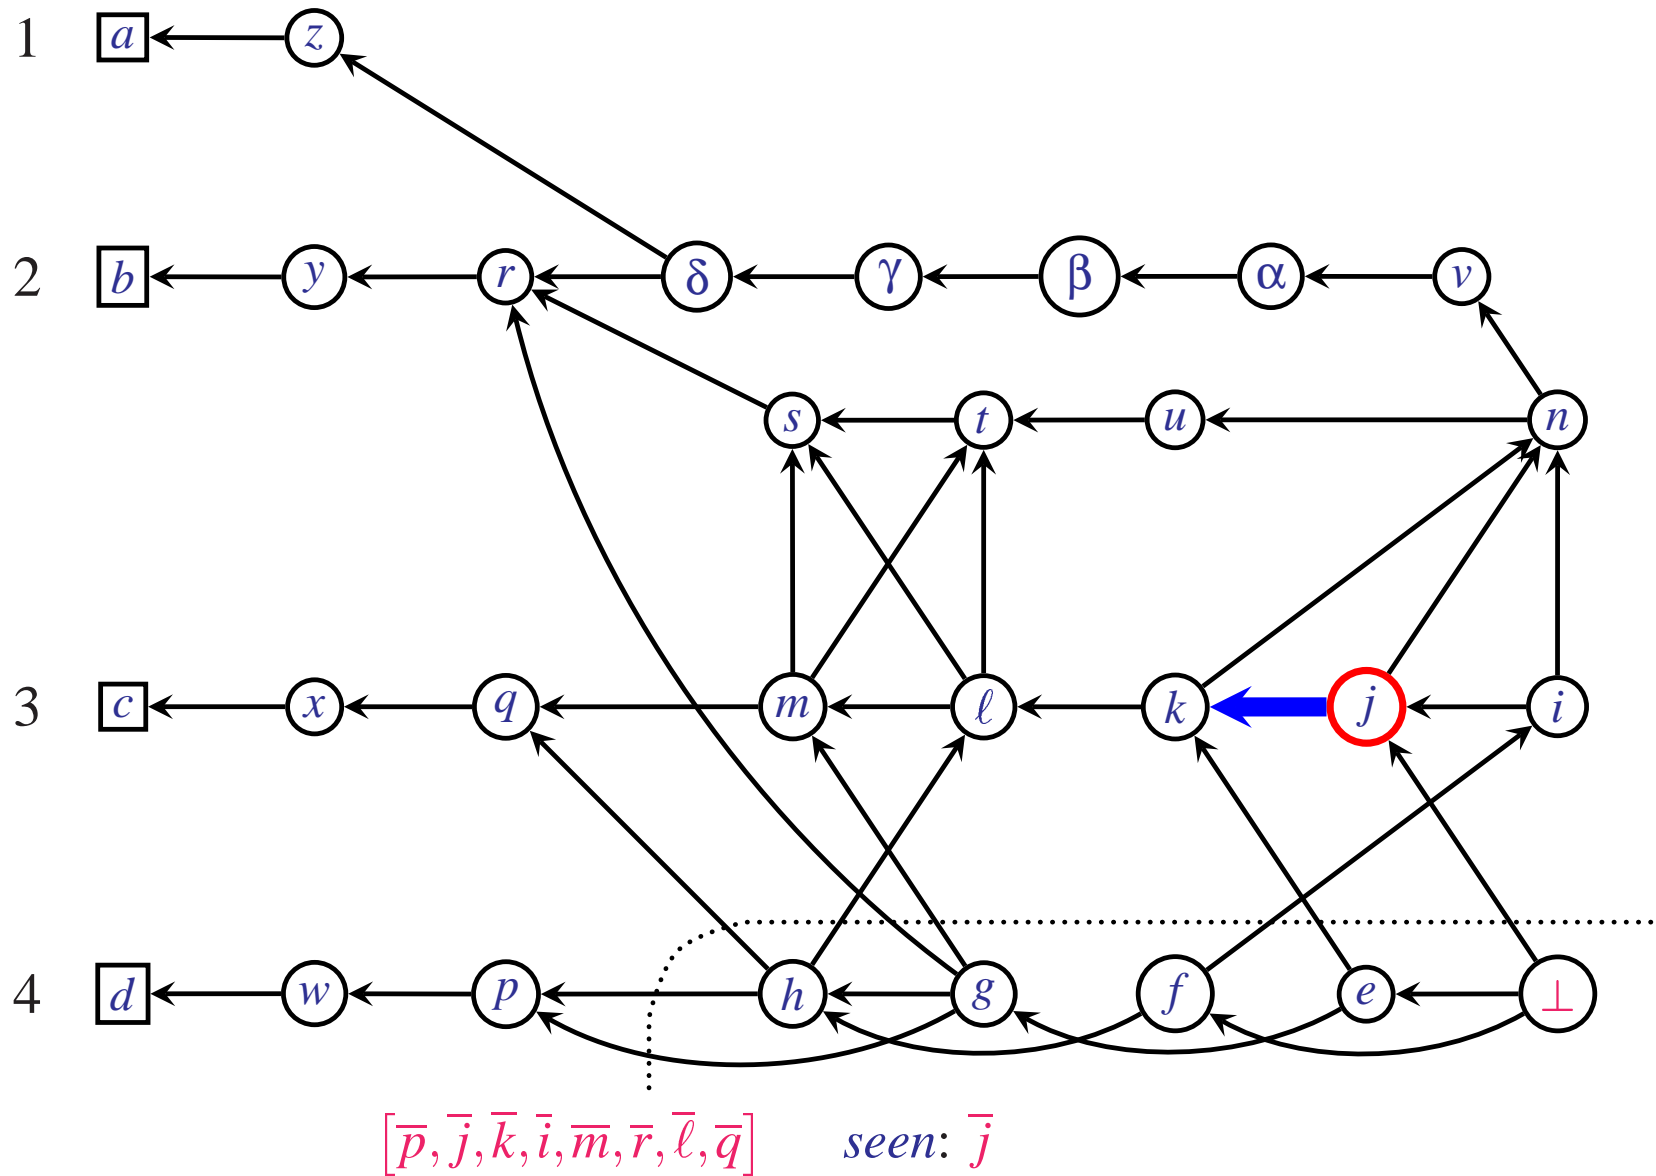 1 a z
2 b y r δ γ β α v
s t u n
3 c x q m ℓ k j i
4 d w p h g f e ⊥
[p̅, j̅, k̅, i̅, m̅, r̅, ℓ̅, q̅] seen: j̅